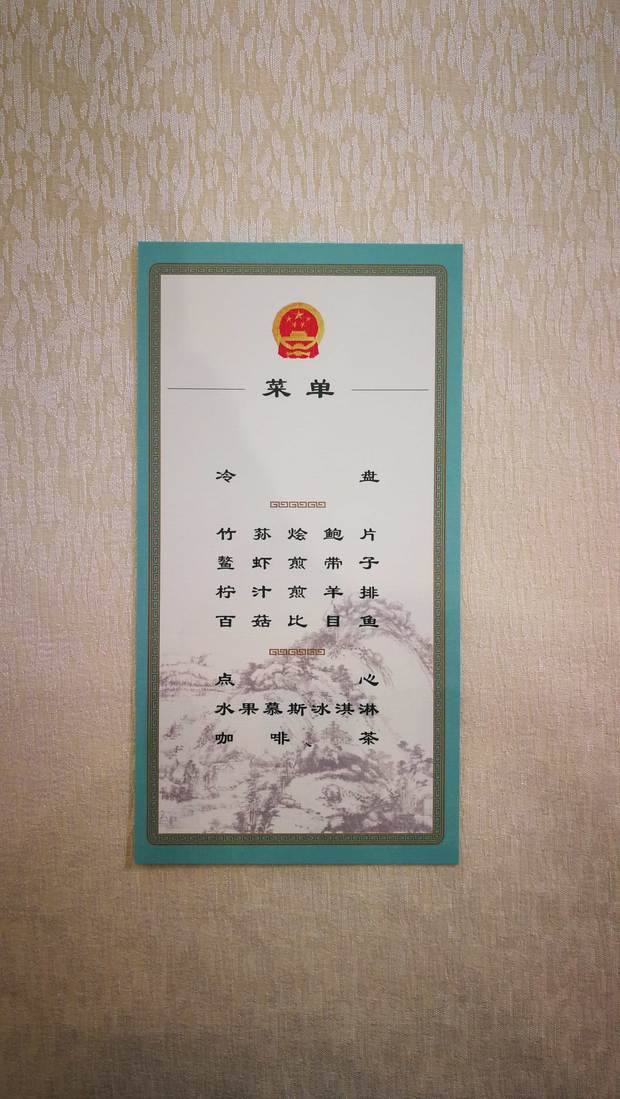 菜单
冷盘
竹荪烩鲍片
鳌虾煎带子
柠汁煎羊排
百菇比目鱼
点心
水果慕斯冰淇淋
咖啡、茶